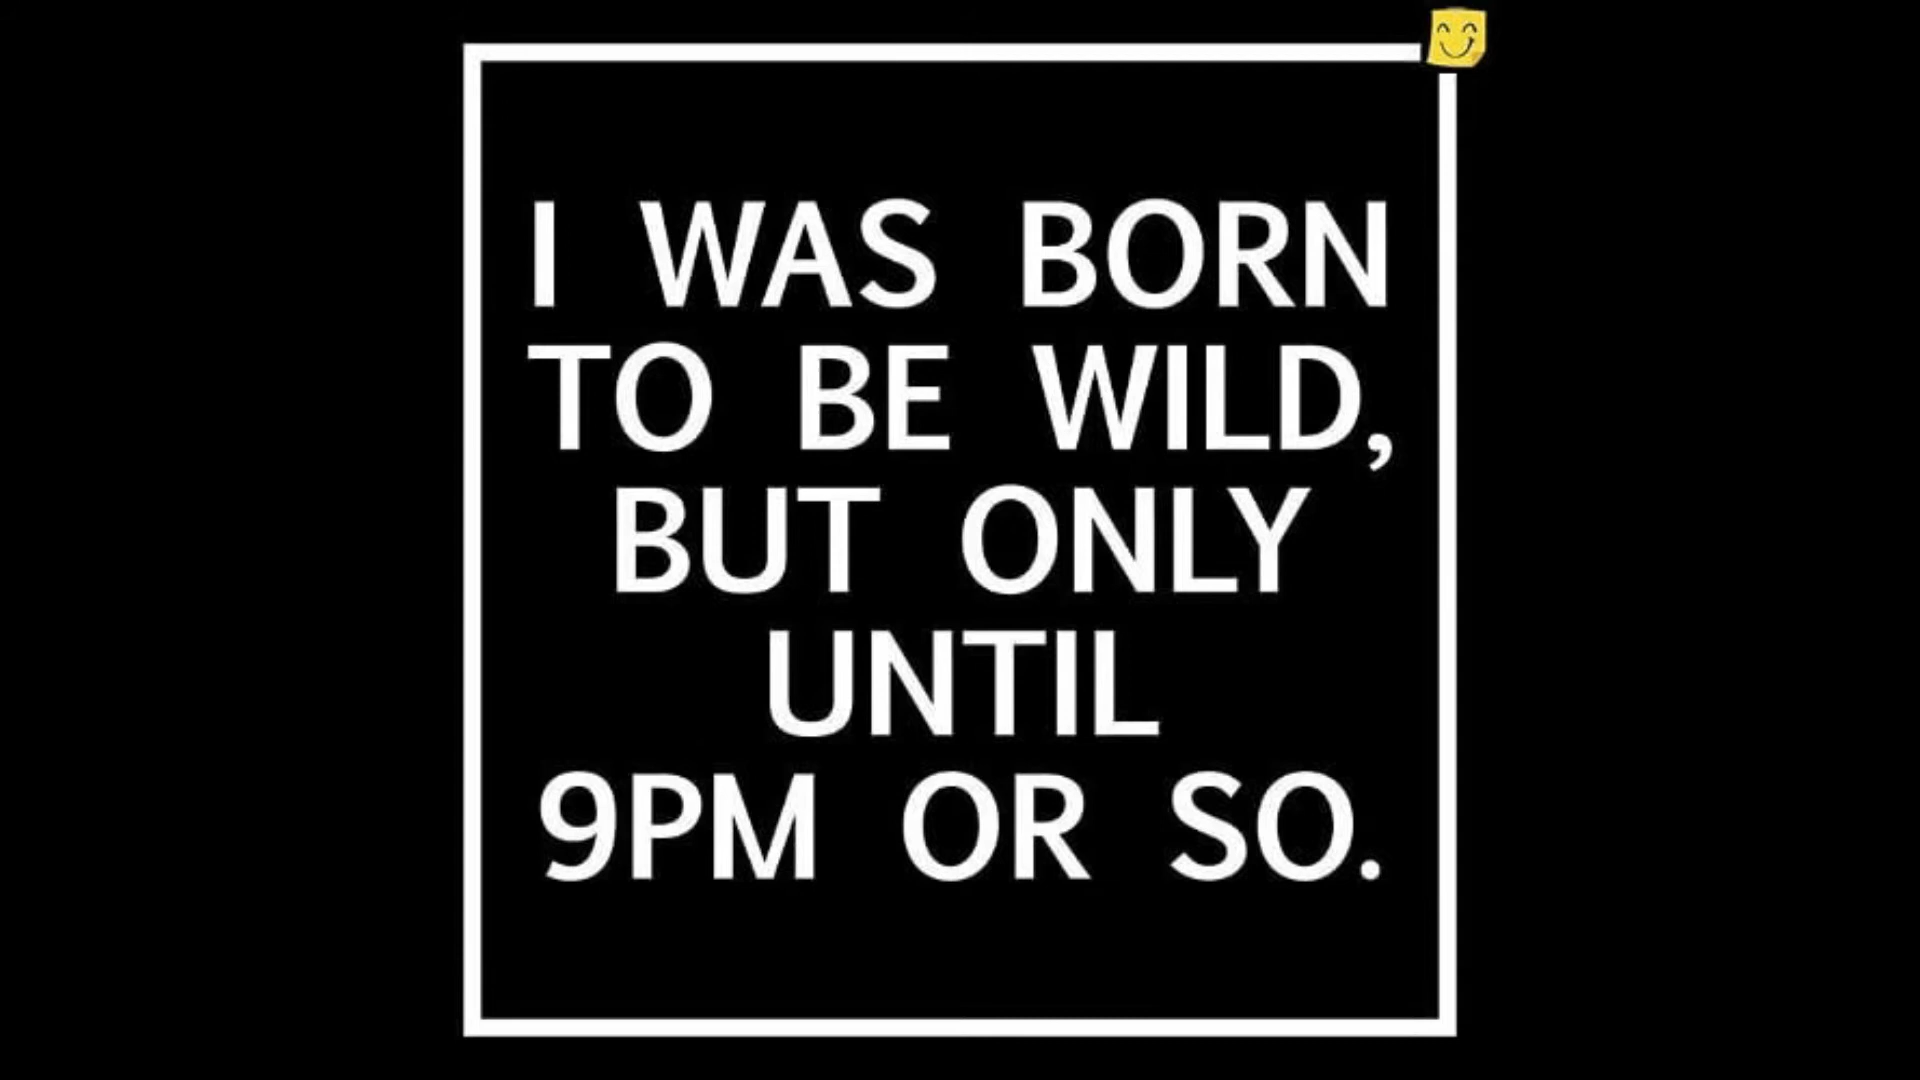 I WAS BORN
TO BE WILD,
BUT ONLY
UNTIL
9PM OR SO.